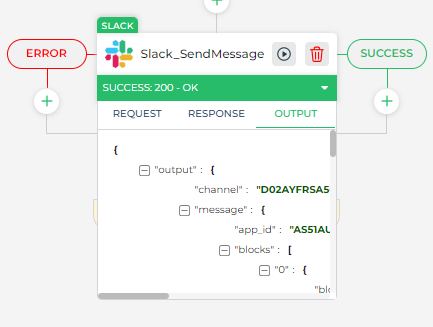 SLACK
ERROR
Slack_SendMessage
SUCCESS
SUCCESS: 200 - OK
REQUEST RESPONSE OUTPUT
{
"output" : {
"channel" : "D02AYFRSA5
"message" : {
"app_id" : "AS51AU
"blocks" : [
"0" : {
"blo